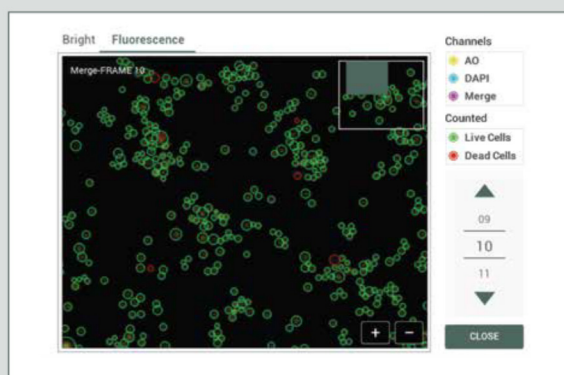 Bright Fluorescence
Merge-FRAME 10
Channels
AO
DAPI
Merge
Counted
Live Cells
Dead Cells
09
10
11
+ −
CLOSE